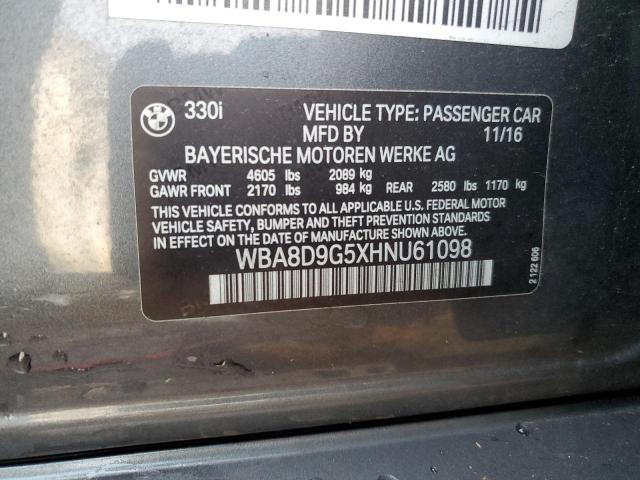 BMW 330i VEHICLE TYPE: PASSENGER CAR
MFD BY 11/16
BAYERISCHE MOTOREN WERKE AG
GVWR 4605 lbs 2089 kg
GAWR FRONT 2170 lbs 984 kg REAR 2580 lbs 1170 kg
THIS VEHICLE CONFORMS TO ALL APPLICABLE U.S. FEDERAL MOTOR
VEHICLE SAFETY, BUMPER, AND THEFT PREVENTION STANDARDS
IN EFFECT ON THE DATE OF MANUFACTURE SHOWN ABOVE.
WBA8D9G5XHNU61098
2 122 606